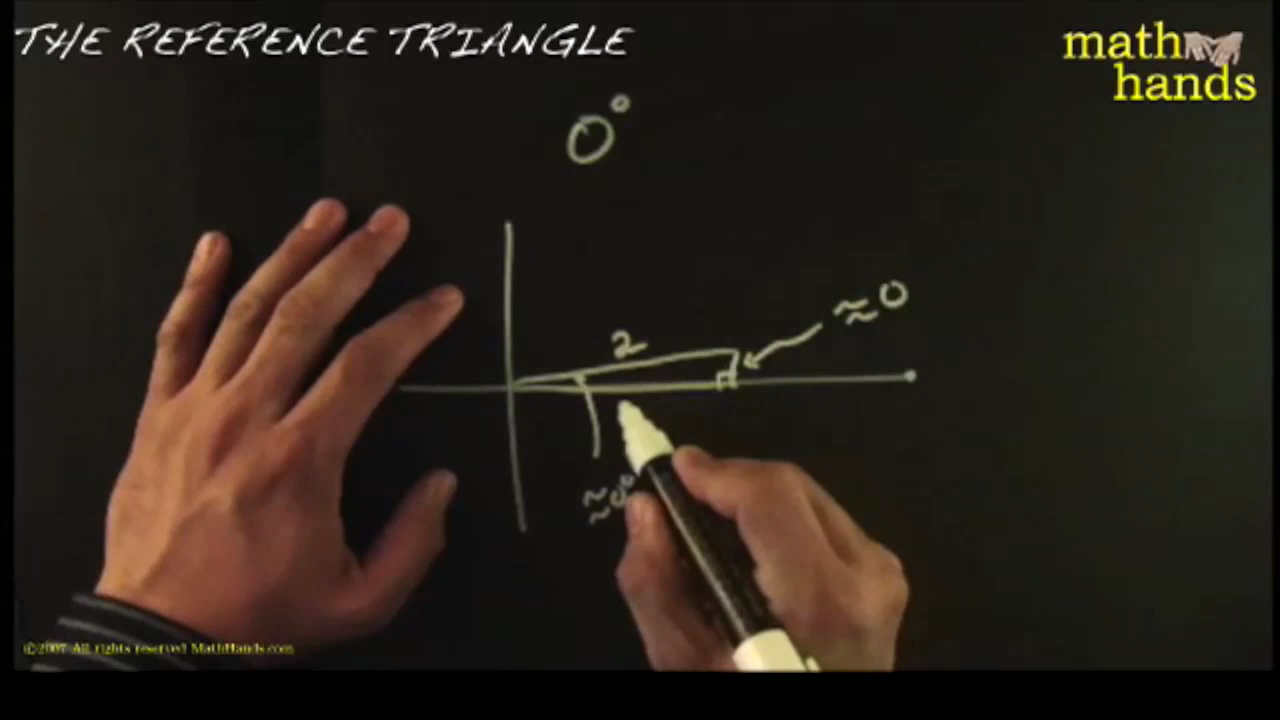 THE REFERENCE TRIANGLE
math
hands
0°
2
≈0
≈0°
©2007 All rights reserved MathHands.com